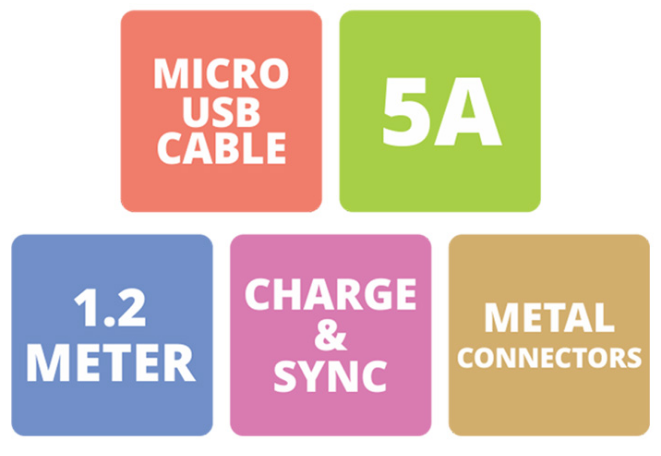 MICRO
USB
CABLE
5A
1.2
METER
CHARGE
&
SYNC
METAL
CONNECTORS